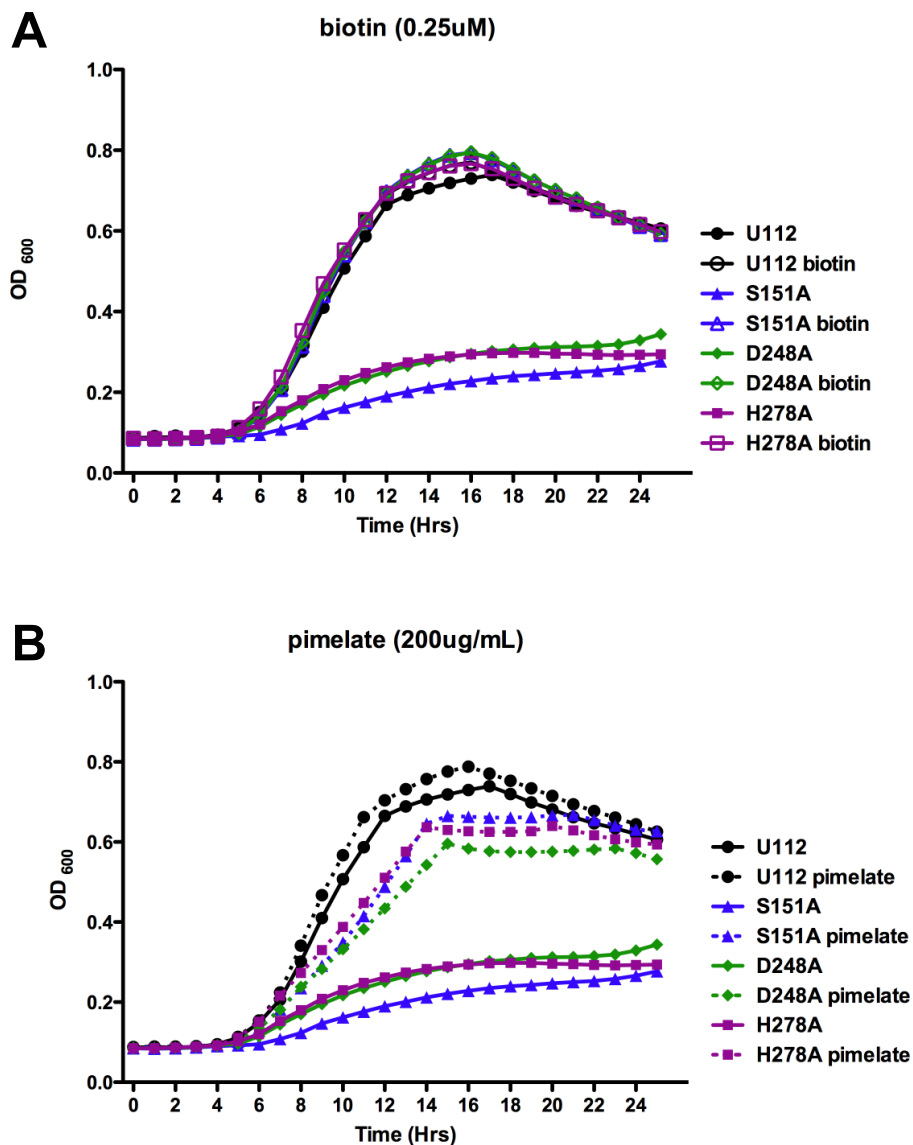 A
biotin (0.25uM)
1.0
0.8
0.6
0.4
0.2
0.0
OD 600
0 2 4 6 8 10 12 14 16 18 20 22 24
Time (Hrs)
U112
U112 biotin
S151A
S151A biotin
D248A
D248A biotin
H278A
H278A biotin
B
pimelate (200ug/mL)
1.0
0.8
0.6
0.4
0.2
0.0
OD600
0 2 4 6 8 10 12 14 16 18 20 22 24
Time (Hrs)
U112
U112 pimelate
S151A
S151A pimelate
D248A
D248A pimelate
H278A
H278A pimelate